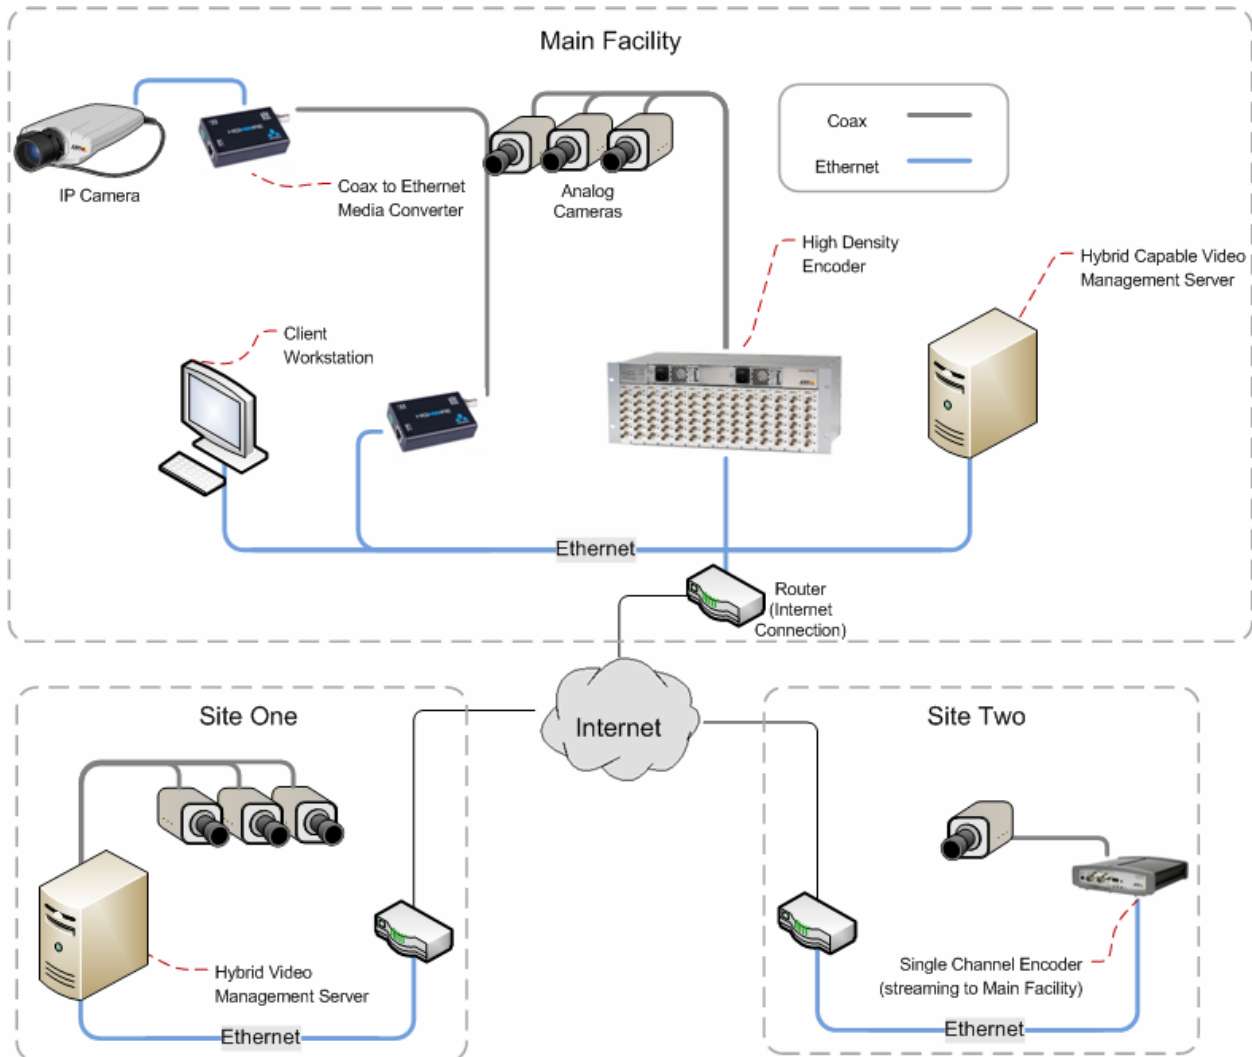 Main Facility
Coax
Ethernet
IP Camera
Coax to Ethernet
Media Converter
Analog
Cameras
High Density
Encoder
Hybrid Capable Video
Management Server
Client
Workstation
Ethernet
Router
(Internet
Connection)
Internet
Site One
Hybrid Video
Management Server
Ethernet
Site Two
Single Channel Encoder
(streaming to Main Facility)
Ethernet